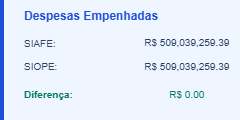 Despesas Empenhadas
SIAFE: R$ 509,039,259.39
SIOPE: R$ 509,039,259.39
Diferença: R$ 0.00